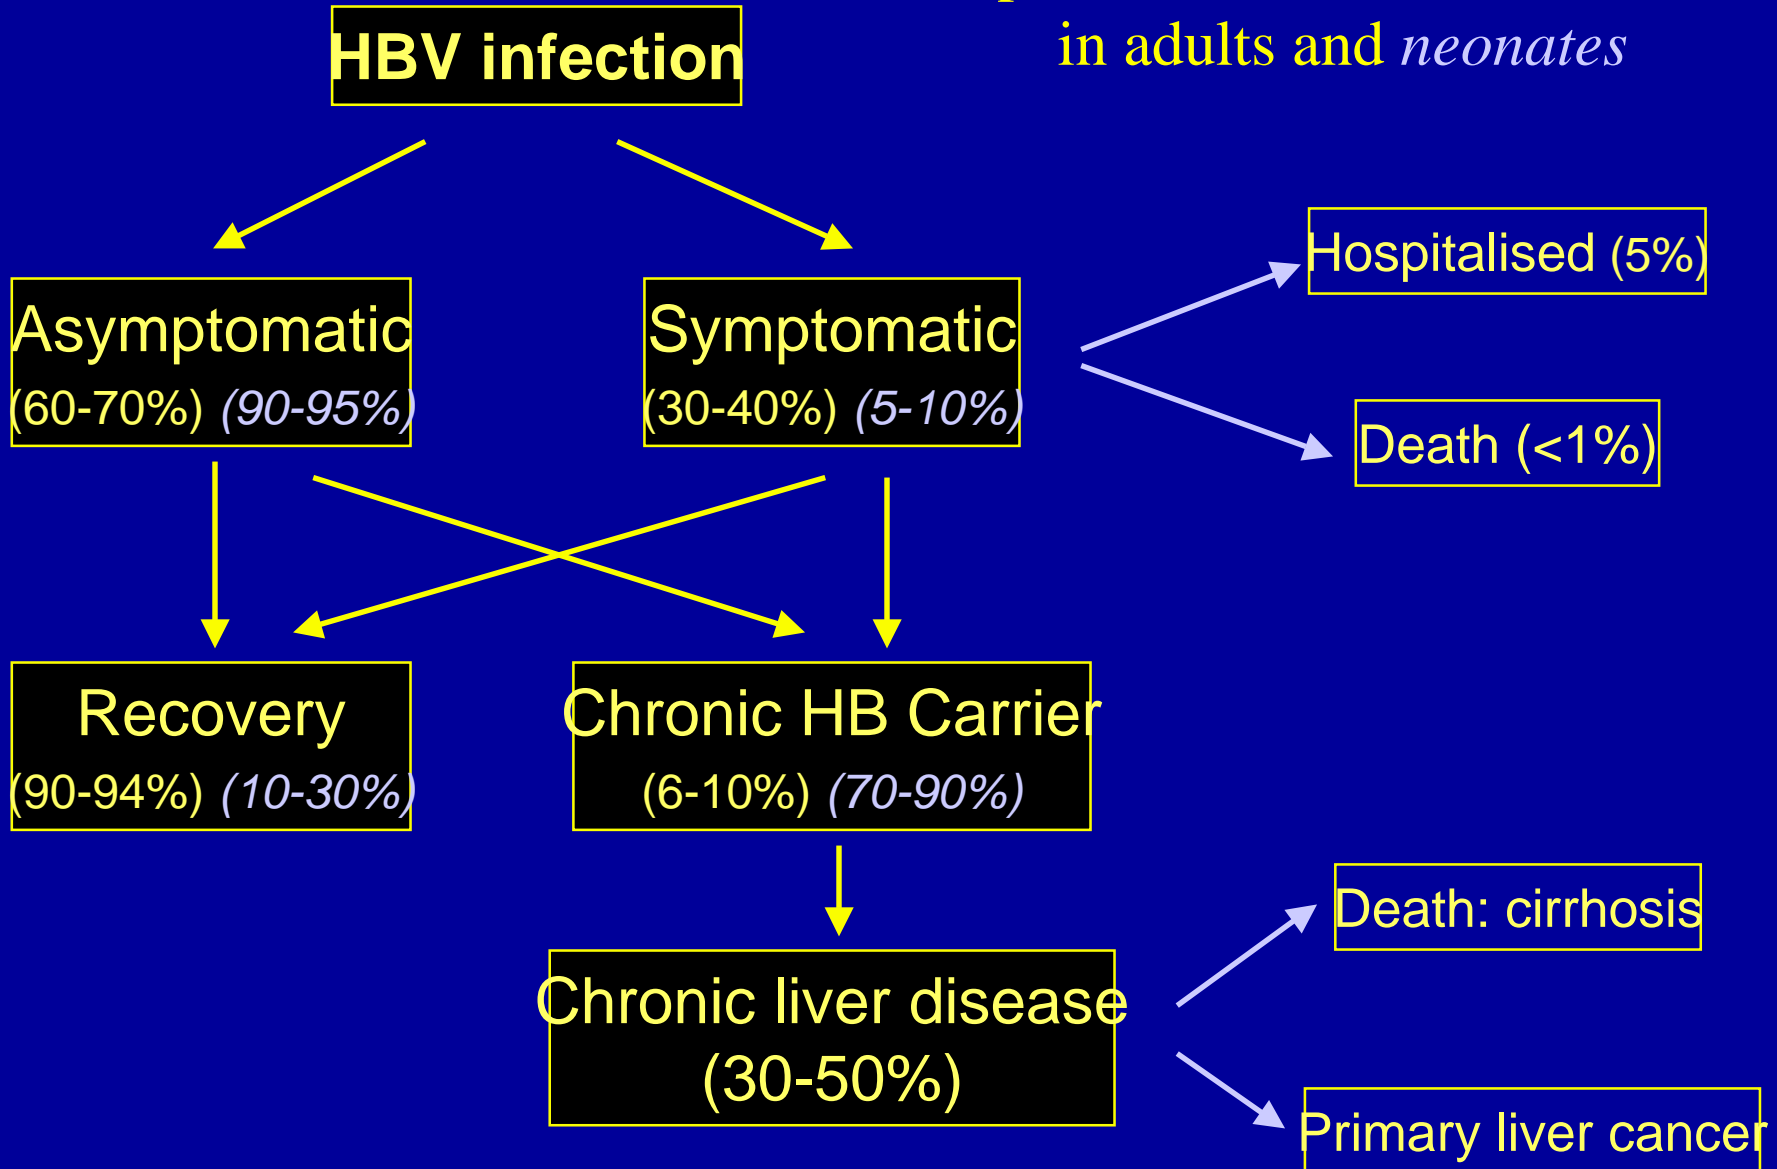 in adults and neonates
HBV infection
Hospitalised (5%)
Asymptomatic
(60-70%) (90-95%)
Symptomatic
(30-40%) (5-10%)
Death (<1%)
Recovery
(90-94%) (10-30%)
Chronic HB Carrier
(6-10%) (70-90%)
Death: cirrhosis
Chronic liver disease
(30-50%)
Primary liver cancer